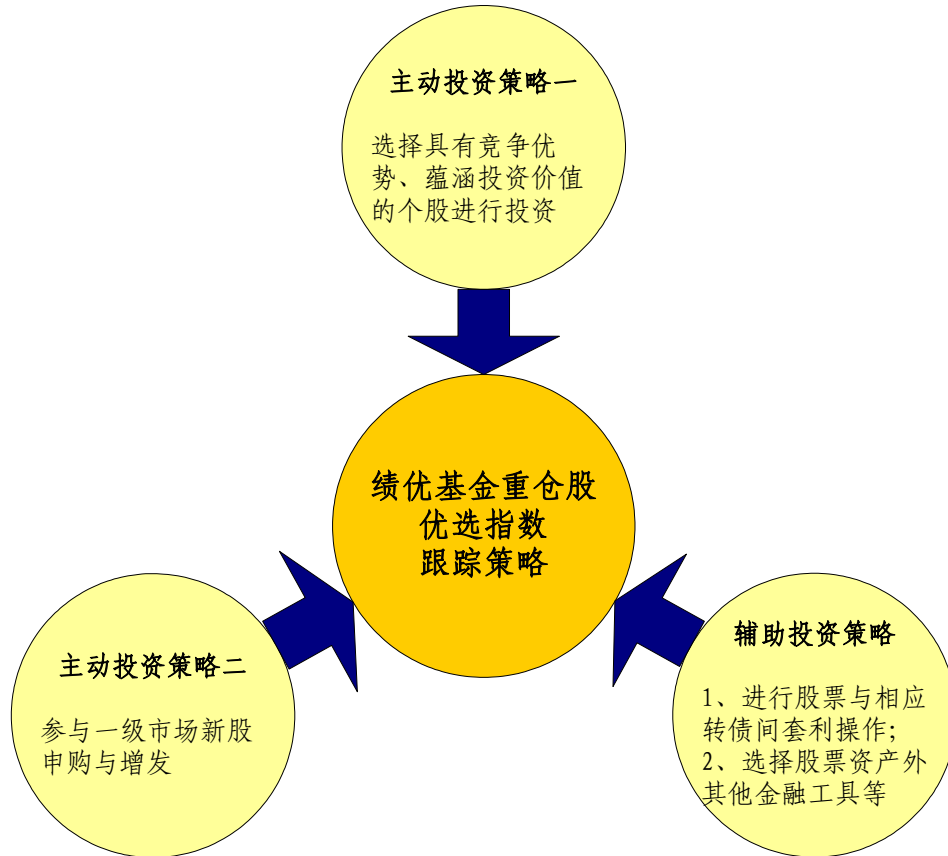 主动投资策略一
选择具有竞争优
势、蕴涵投资价值
的个股进行投资
绩优基金重仓股
优选指数
跟踪策略
主动投资策略二
参与一级市场新股
申购与增发
辅助投资策略
1、进行股票与相应
转债间套利操作;
2、选择股票资产外
其他金融工具等